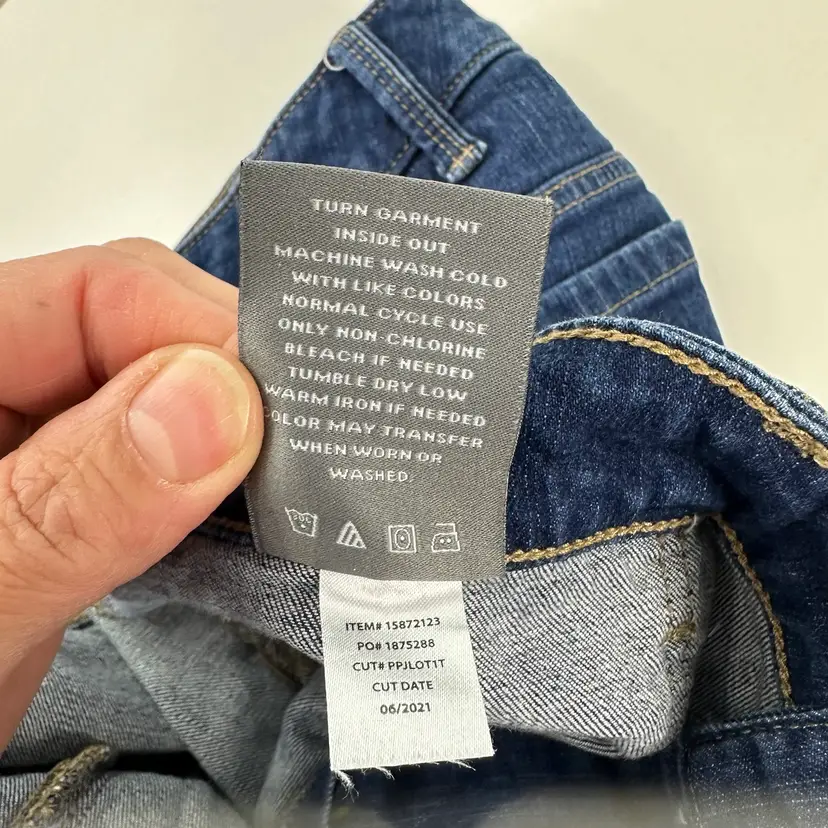 TURN GARMENT
INSIDE OUT
MACHINE WASH COLD
WITH LIKE COLORS
NORMAL CYCLE USE
ONLY NON-CHLORINE
BLEACH IF NEEDED
TUMBLE DRY LOW
WARM IRON IF NEEDED
COLOR MAY TRANSFER
WHEN WORN OR
WASHED.
ITEM# 15872123
PO# 1875288
CUT# PPJLOT1T
CUT DATE
06/2021